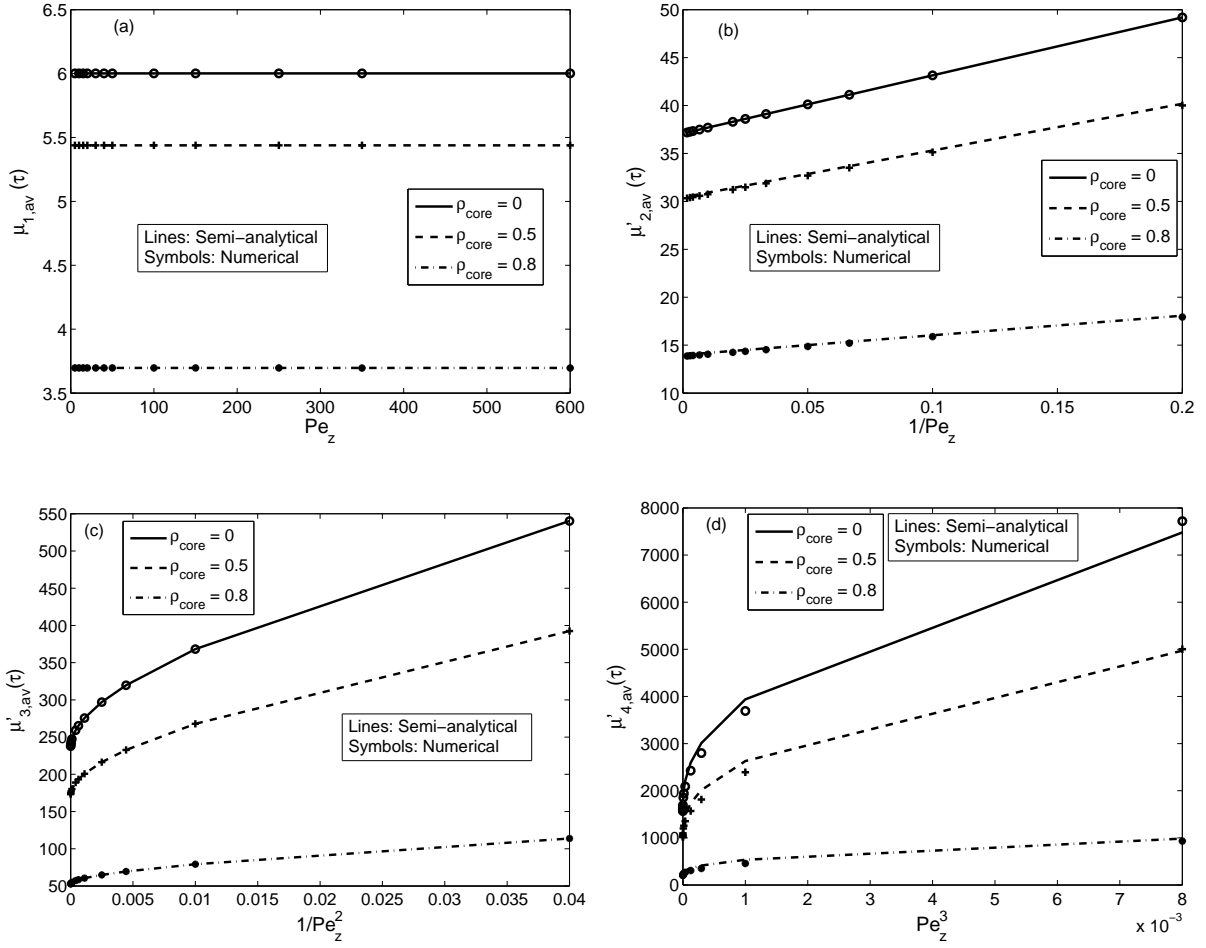 (a)
6.5
6
5.5
5
4.5
4
3.5
μ1,av (τ)
ρcore = 0
ρcore = 0.5
ρcore = 0.8
Lines: Semi−analytical
Symbols: Numerical
0 100 200 300 400 500 600
Pez
(b)
50
45
40
35
30
25
20
15
10
μ'2,av (τ)
ρcore = 0
ρcore = 0.5
ρcore = 0.8
Lines: Semi−analytical
Symbols: Numerical
0 0.05 0.1 0.15 0.2
1/Pez
(c)
550
500
450
400
350
300
250
200
150
100
50
μ'3,av(τ)
ρcore = 0
ρcore = 0.5
ρcore = 0.8
Lines: Semi−analytical
Symbols: Numerical
0 0.005 0.01 0.015 0.02 0.025 0.03 0.035 0.04
1/Pez2
(d)
8000
7000
6000
5000
4000
3000
2000
1000
0
μ'4,av(τ)
Lines: Semi−analytical
Symbols: Numerical
ρcore = 0
ρcore = 0.5
ρcore = 0.8
0 1 2 3 4 5 6 7 8
x 10−3
Pez3